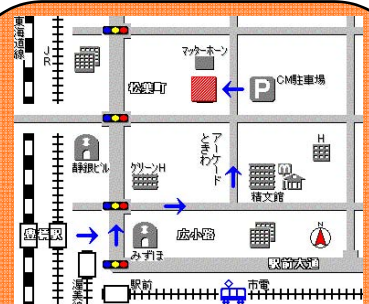 東海道線
JR
マッターホーン
松葉町
P CM駐車場
静銀ビル
グリーンH
アーケード
ときわ
H
m
精文館
豊橋駅
みずほ
広小路
N
駅前大通
渥美線
駅前
市電